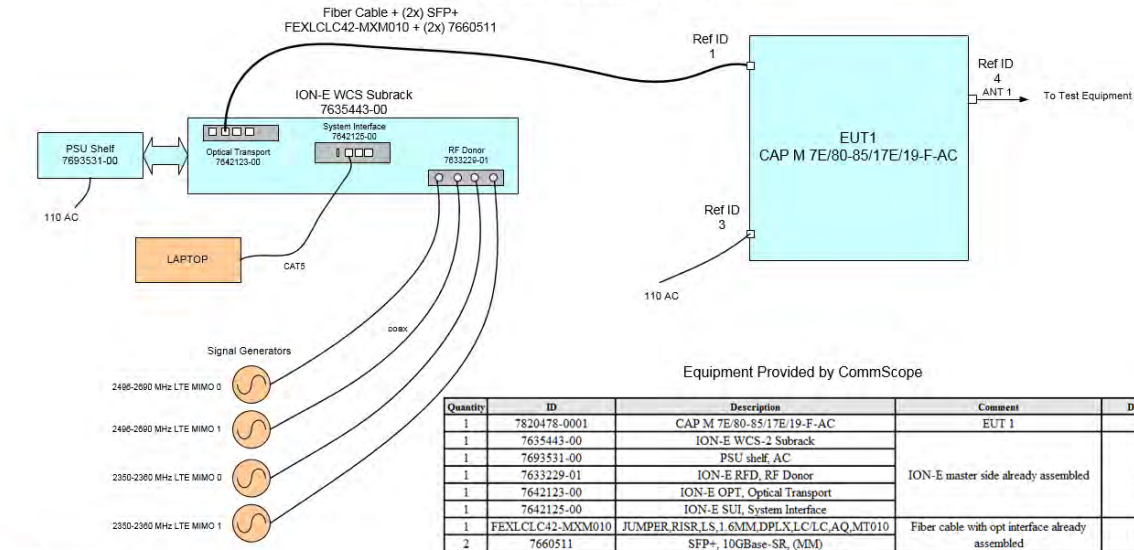 Fiber Cable + (2x) SFP+
FEXLCLC42-MXM010 + (2x) 7660511
Ref ID
1
Ref ID
4
ANT 1
To Test Equipment
ION-E WCS Subrack
7635443-00
System Interface
7642125-00
Optical Transport
7642123-00
RF Donor
7633229-01
PSU Shelf
7693531-00
110 AC
EUT1
CAP M 7E/80-85/17E/19-F-AC
Ref ID
3
110 AC
LAPTOP
CAT5
coax
Signal Generators
2496-2690 MHz LTE MIMO 0
2496-2690 MHz LTE MIMO 1
2350-2360 MHz LTE MIMO 0
2350-2360 MHz LTE MIMO 1
Equipment Provided by CommScope
Quantity ID Description Comment D
1 7820478-0001 CAP M 7E/80-85/17E/19-F-AC EUT 1
1 7635443-00 ION-E WCS-2 Subrack
1 7693531-00 PSU shelf, AC
1 7633229-01 ION-E RFD, RF Donor ION-E master side already assembled
1 7642123-00 ION-E OPT, Optical Transport
1 7642125-00 ION-E SUI, System Interface
1 FEXLCLC42-MXM010 JUMPER,RISR,LS,1.6MM,DPLX,LC/LC,AQ,MT010 Fiber cable with opt interface already
2 7660511 SFP+, 10GBase-SR, (MM) assembled